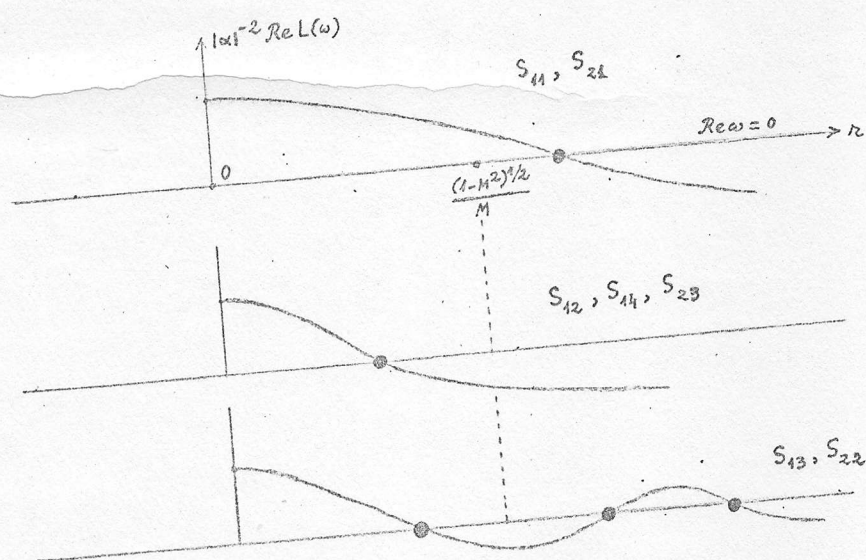 |α|⁻² Re L(ω)
S₁₁, S₂₁
Re ω = 0
r
0
(1-M²)^1/2
M
S₁₂, S₁₄, S₂₃
S₁₃, S₂₂